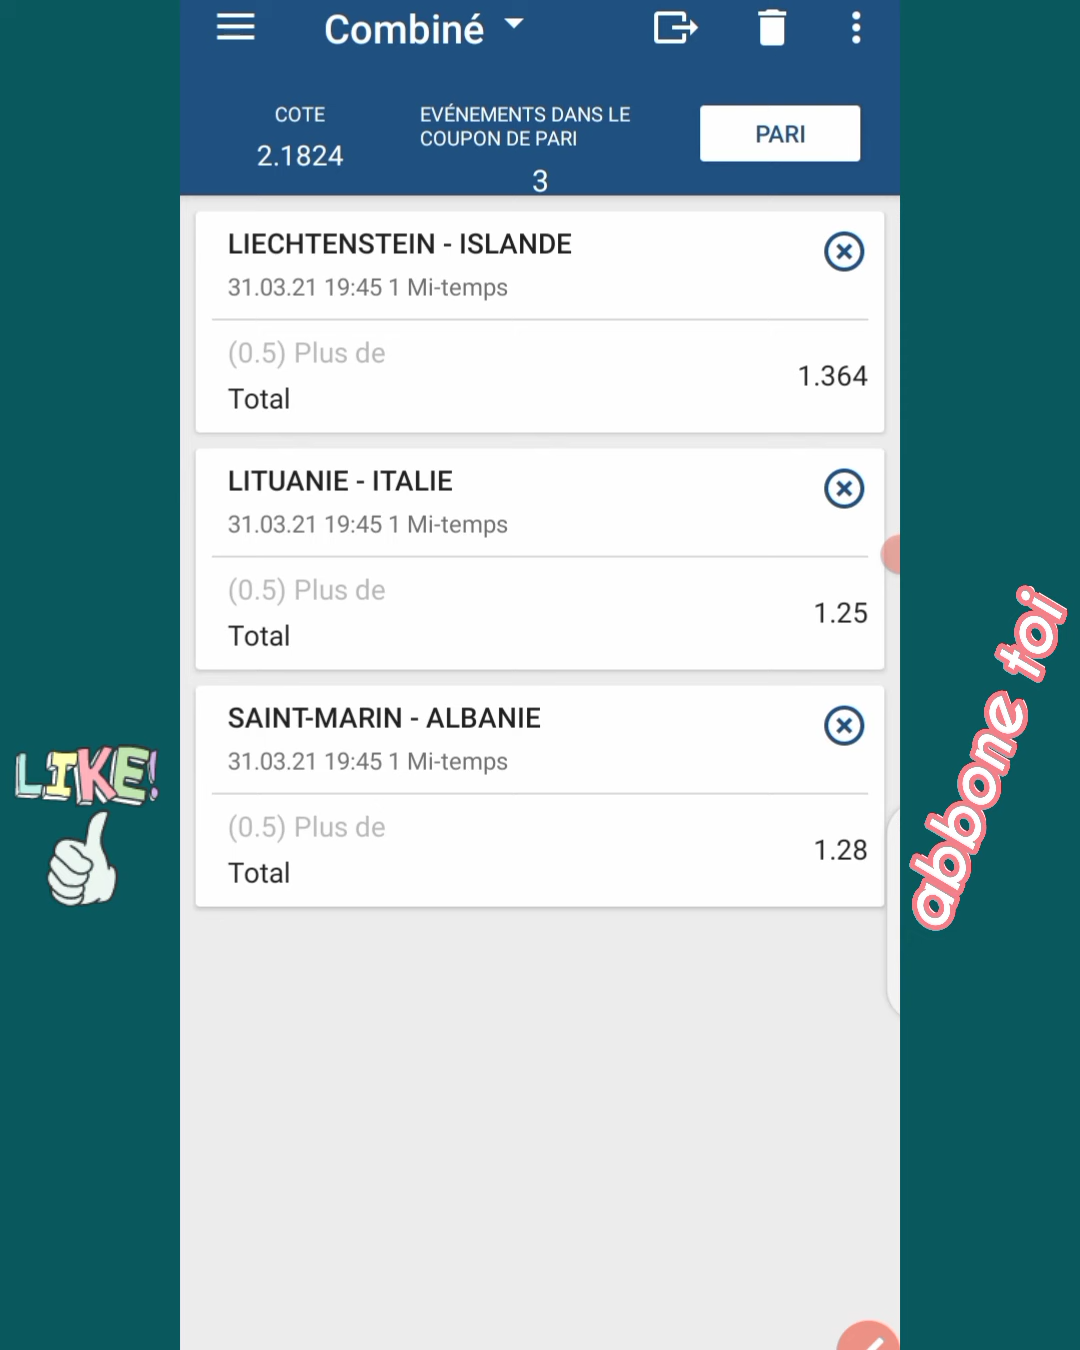 Combiné
COTE
2.1824
EVÉNEMENTS DANS LE
COUPON DE PARI
3
PARI
LIECHTENSTEIN - ISLANDE
31.03.21 19:45 1 Mi-temps
(0.5) Plus de
Total
1.364
LITUANIE - ITALIE
31.03.21 19:45 1 Mi-temps
(0.5) Plus de
Total
1.25
SAINT-MARIN - ALBANIE
31.03.21 19:45 1 Mi-temps
(0.5) Plus de
Total
1.28
LIKE!
abbone toi